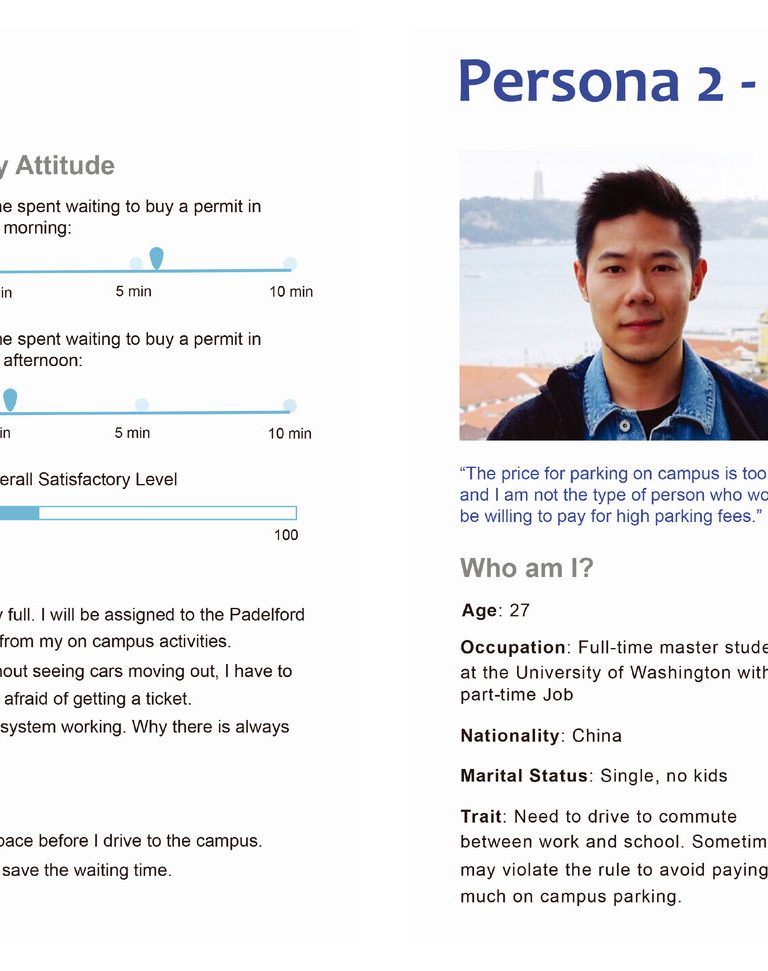 y Attitude
e spent waiting to buy a permit in
morning:
in
5 min
10 min
e spent waiting to buy a permit in
afternoon:
in
5 min
10 min
erall Satisfactory Level
100
y full. I will be assigned to the Padelford
from my on campus activities.
hout seeing cars moving out, I have to
afraid of getting a ticket.
system working. Why there is always
pace before I drive to the campus.
save the waiting time.
Persona 2 -
“The price for parking on campus is too
and I am not the type of person who wo
be willing to pay for high parking fees.”
Who am I?
Age: 27
Occupation: Full-time master stude
at the University of Washington with
part-time Job
Nationality: China
Marital Status: Single, no kids
Trait: Need to drive to commute
between work and school. Sometim
may violate the rule to avoid paying
much on campus parking.